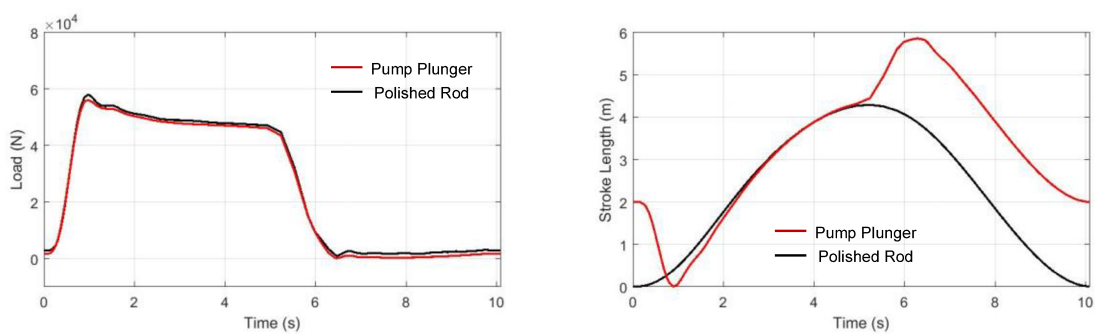 ×10⁴
8
6
4
2
0
Load (N)
Pump Plunger
Polished Rod
0 2 4 6 8 10
Time (s)
6
5
4
3
2
1
0
Stroke Length (m)
Pump Plunger
Polished Rod
0 2 4 6 8 10
Time (s)